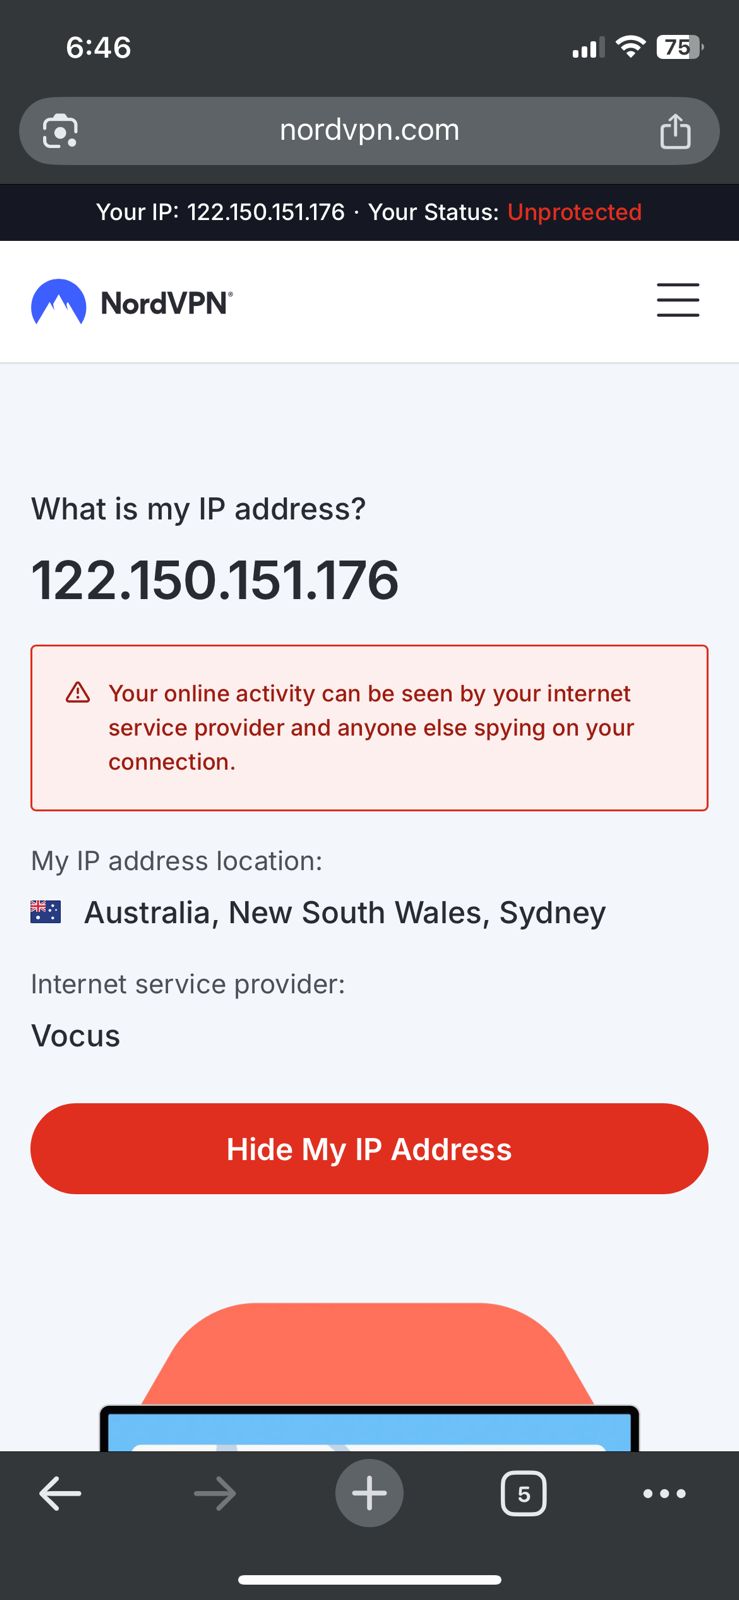 6:46
75
nordvpn.com
Your IP: 122.150.151.176 · Your Status: Unprotected
NordVPN®
What is my IP address?
122.150.151.176
Your online activity can be seen by your internet
service provider and anyone else spying on your
connection.
My IP address location:
Australia, New South Wales, Sydney
Internet service provider:
Vocus
Hide My IP Address
5